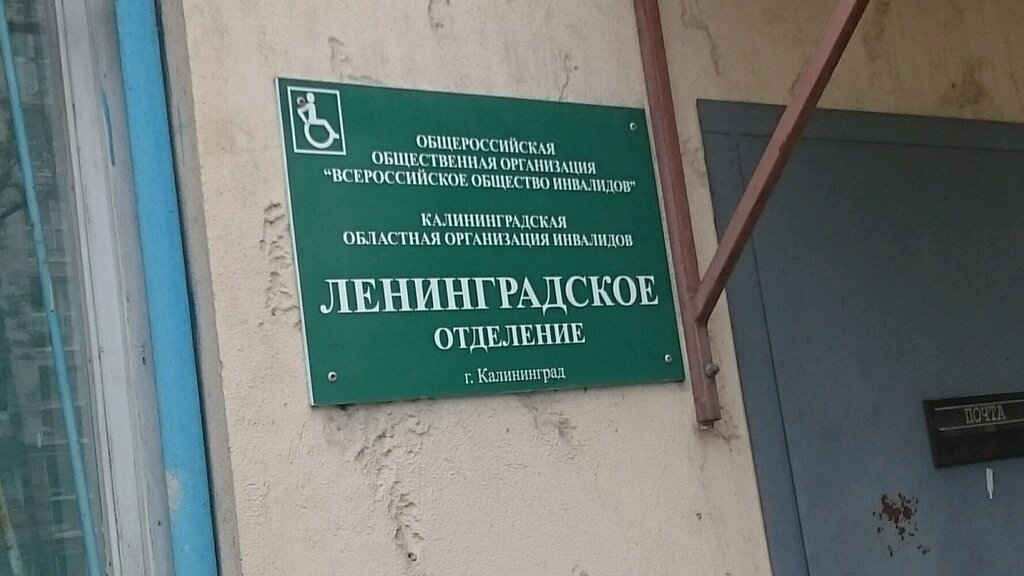 ОБЩЕРОССИЙСКАЯ
ОБЩЕСТВЕННАЯ ОРГАНИЗАЦИЯ
“ВСЕРОССИЙСКОЕ ОБЩЕСТВО ИНВАЛИДОВ”
КАЛИНИНГРАДСКАЯ
ОБЛАСТНАЯ ОРГАНИЗАЦИЯ ИНВАЛИДОВ
ЛЕНИНГРАДСКОЕ
ОТДЕЛЕНИЕ
г. Калининград
ПОЧТА